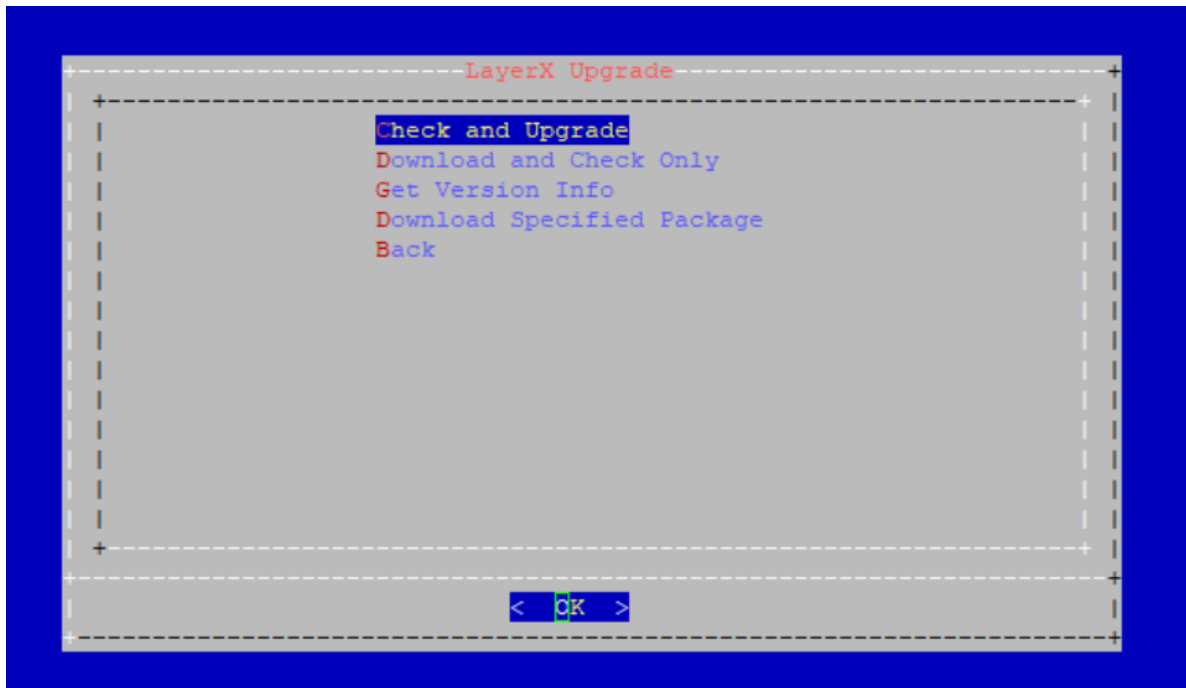 LayerX Upgrade
Check and Upgrade
Download and Check Only
Get Version Info
Download Specified Package
Back
< OK >